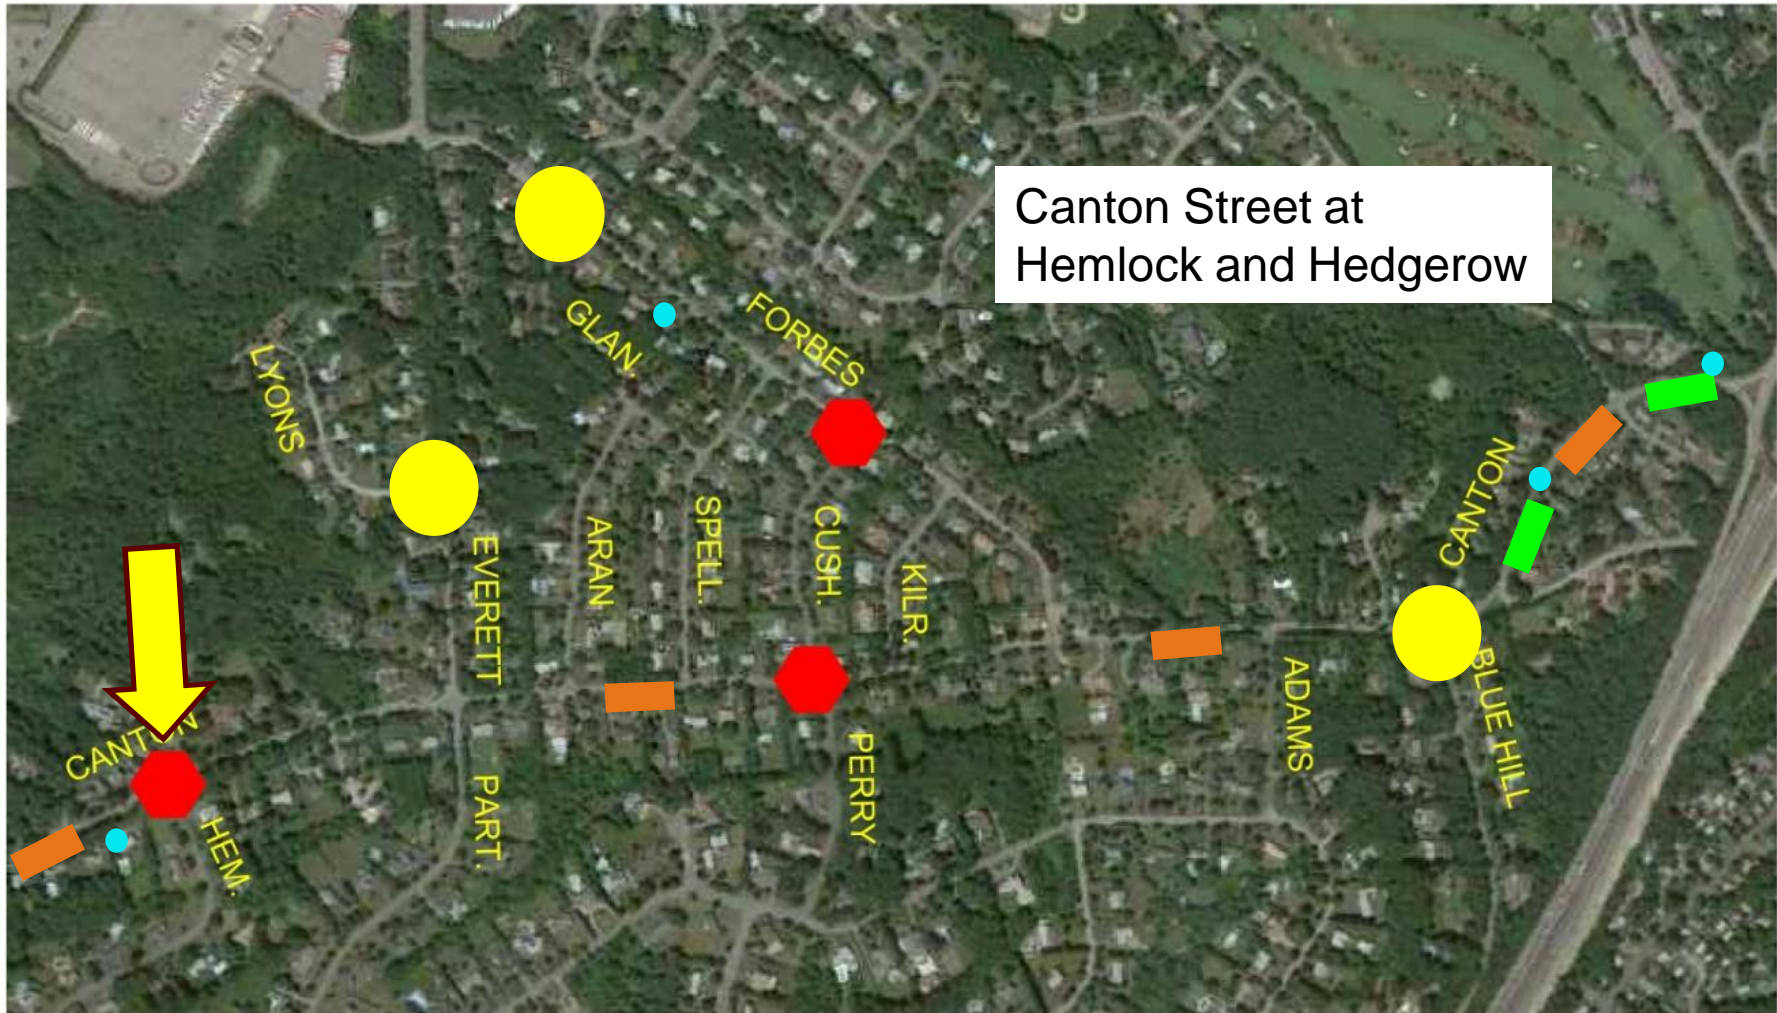 Canton Street at
Hemlock and Hedgerow
FORBES
GLAN.
LYONS
CANTON
SPELL.
CUSH.
ARAN
EVERETT
KILR.
ADAMS
BLUE HILL
CANTON
PERRY
PART.
HEM.